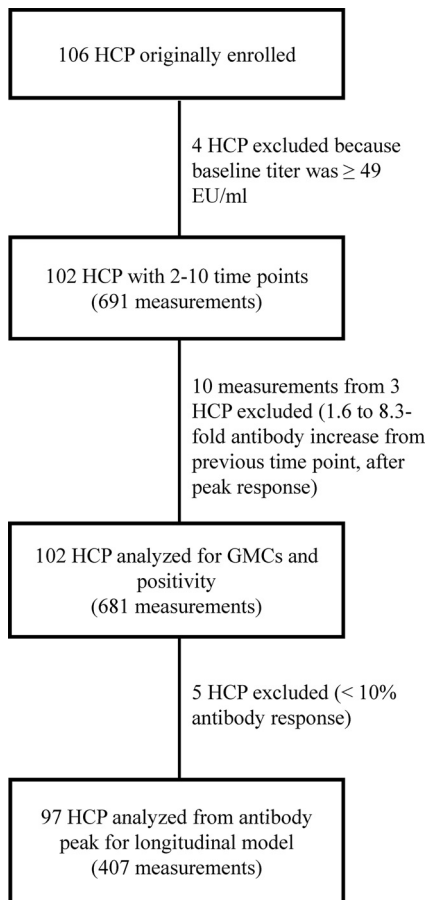 106 HCP originally enrolled
4 HCP excluded because
baseline titer was ≥ 49
EU/ml
102 HCP with 2-10 time points
(691 measurements)
10 measurements from 3
HCP excluded (1.6 to 8.3-
fold antibody increase from
previous time point, after
peak response)
102 HCP analyzed for GMCs and
positivity
(681 measurements)
5 HCP excluded (< 10%
antibody response)
97 HCP analyzed from antibody
peak for longitudinal model
(407 measurements)